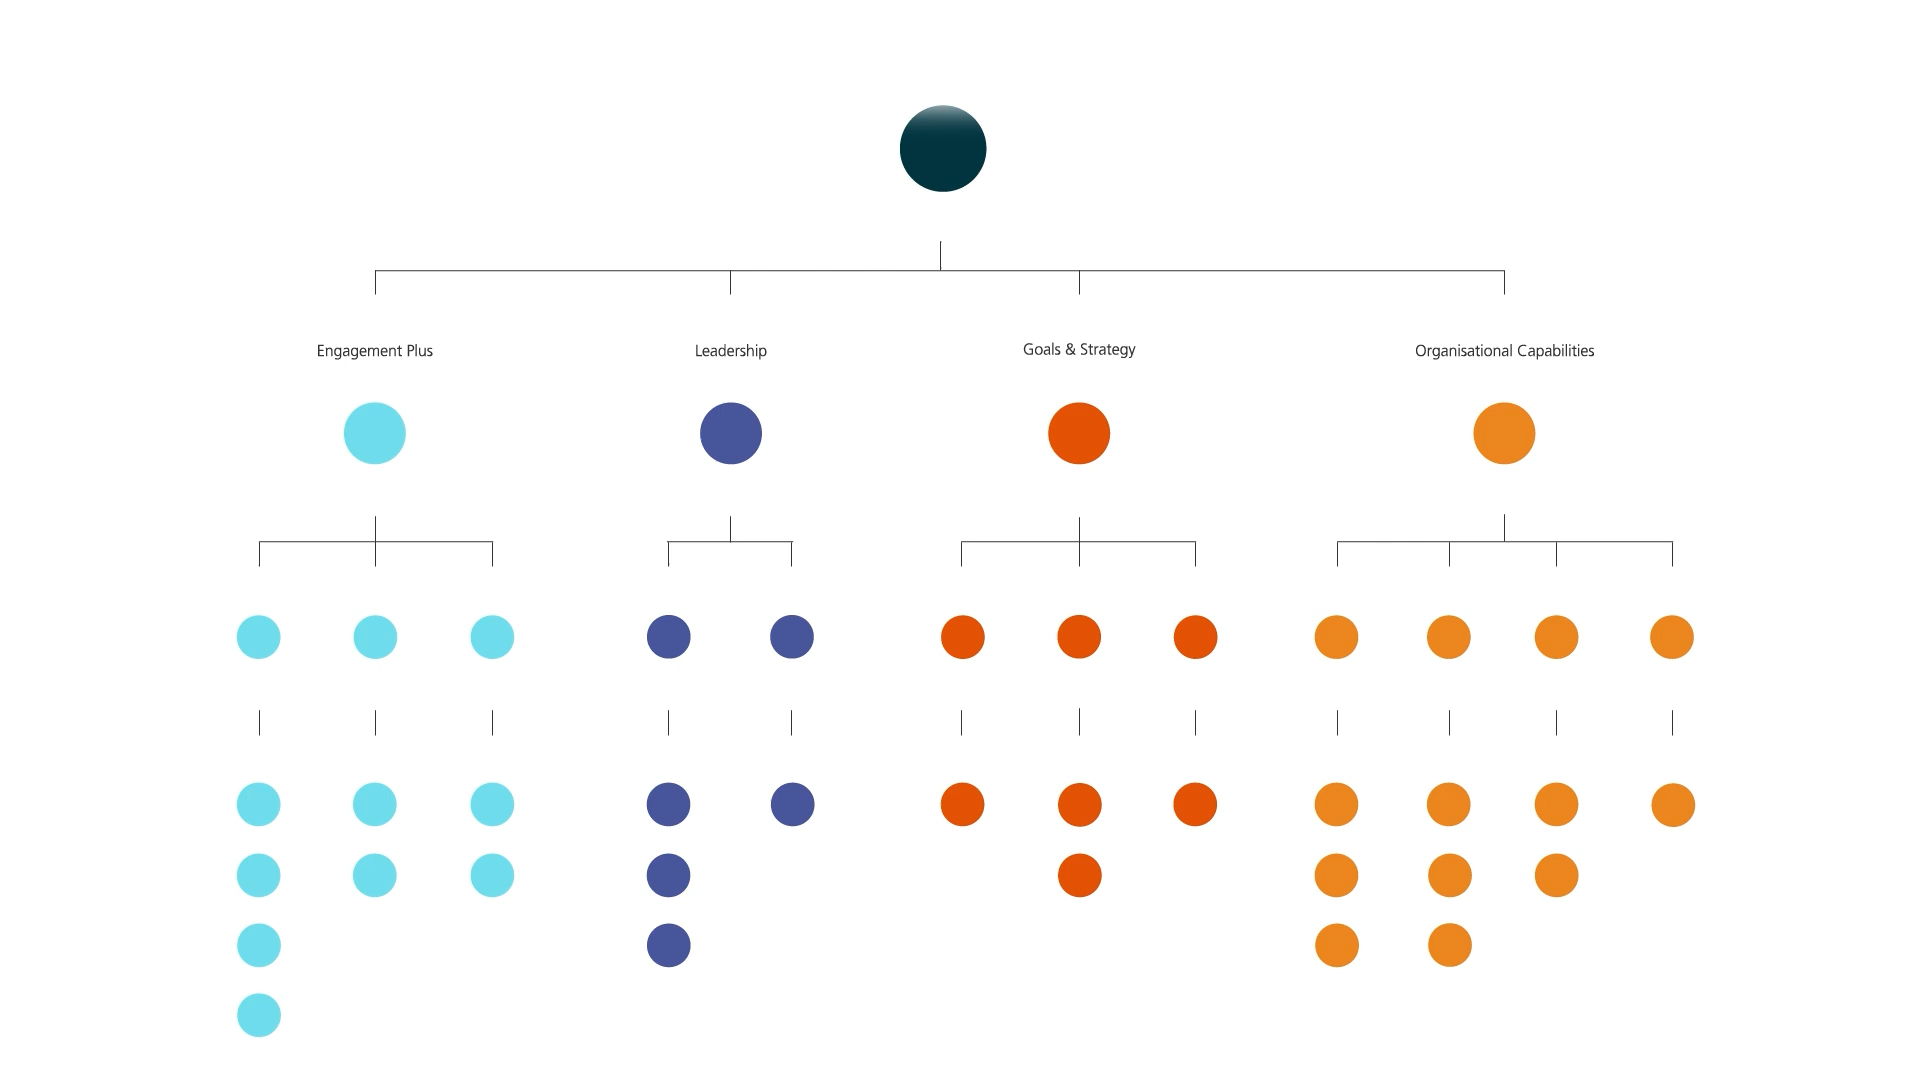 Engagement Plus
Leadership
Goals & Strategy
Organisational Capabilities